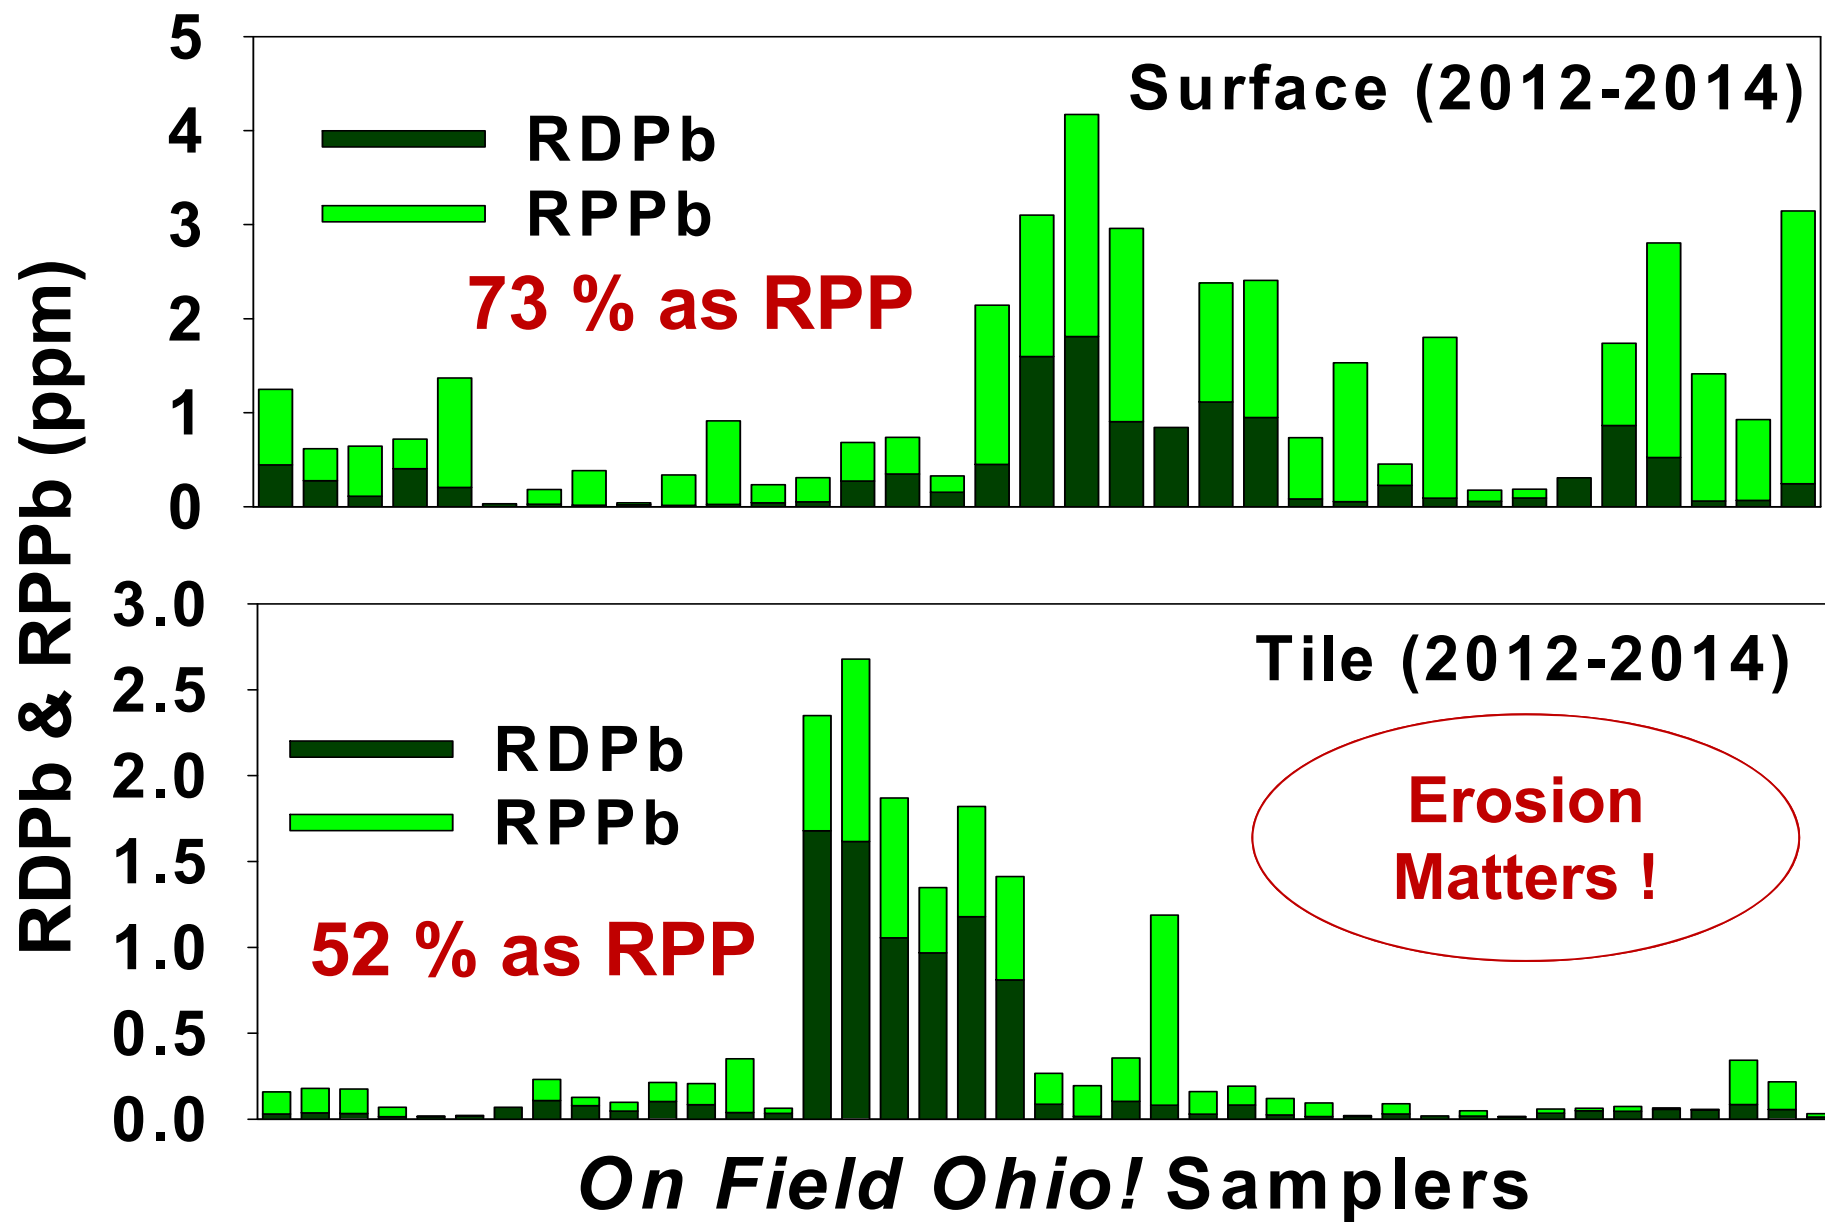 RDPb & RPPb (ppm)
5
4
3
2
1
0
Surface (2012-2014)
RDPb
RPPb
73 % as RPP
3.0
2.5
2.0
1.5
1.0
0.5
0.0
Tile (2012-2014)
RDPb
RPPb
52 % as RPP
Erosion
Matters !
On Field Ohio! Samplers